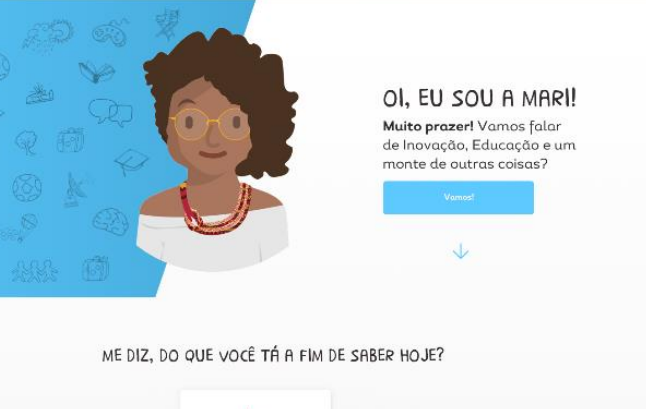 OI, EU SOU A MARI!
Muito prazer! Vamos falar
de Inovação, Educação e um
monte de outras coisas?
Vamos!
ME DIZ, DO QUE VOCÊ TÁ A FIM DE SABER HOJE?